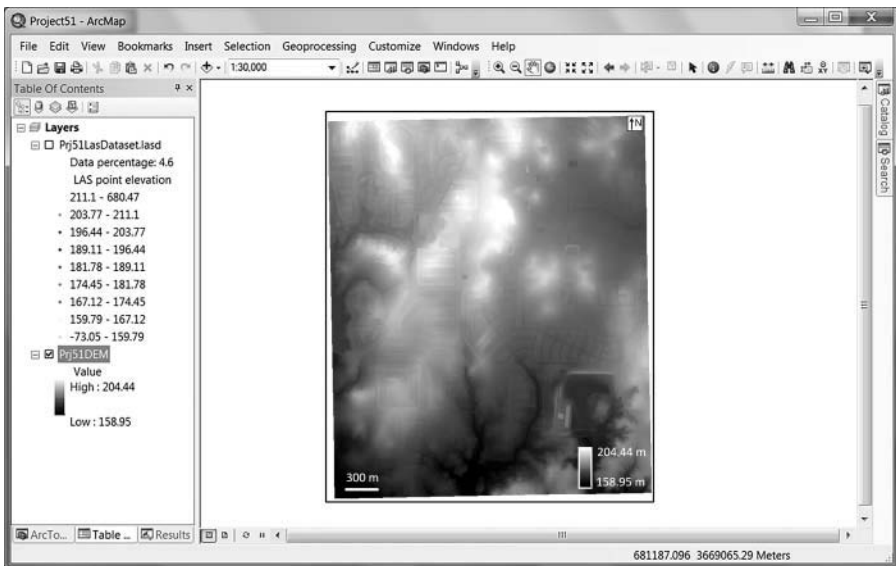 Project51 - ArcMap
File Edit View Bookmarks Insert Selection Geoprocessing Customize Windows Help
1:30,000
Table Of Contents
Layers
Prj51LasDataset.lasd
Data percentage: 4.6
LAS point elevation
211.1 - 680.47
203.77 - 211.1
196.44 - 203.77
189.11 - 196.44
181.78 - 189.11
174.45 - 181.78
167.12 - 174.45
159.79 - 167.12
-73.05 - 159.79
Prj51DEM
Value
High : 204.44
Low : 158.95
N
300 m
204.44 m
158.95 m
Catalog
Search
ArcTo... Table ... Results
681187.096 3669065.29 Meters